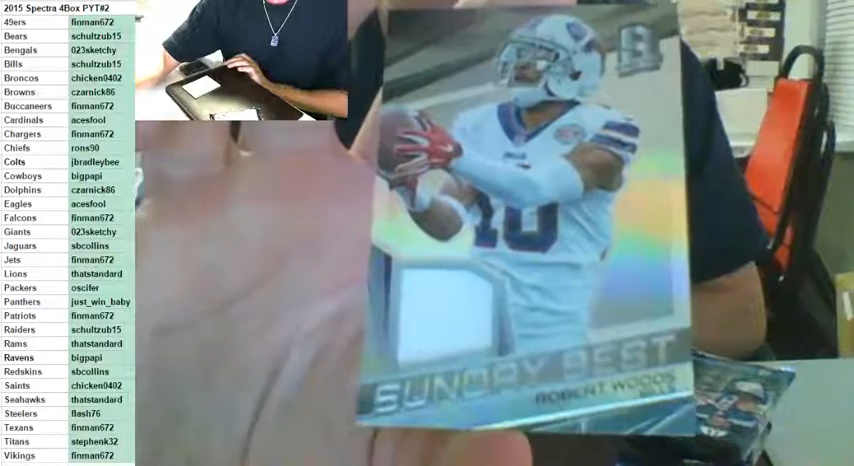 2015 Spectra 4Box PYT#2
49ers finman672
Bears schultzub15
Bengals 023sketchy
Bills schultzub15
Broncos chicken0402
Browns czarnick86
Buccaneers finman672
Cardinals acesfool
Chargers finman672
Chiefs rons90
Colts jbradleybee
Cowboys bigpapi
Dolphins czarnick86
Eagles acesfool
Falcons finman672
Giants 023sketchy
Jaguars sbcollins
Jets finman672
Lions thatstandard
Packers oscifer
Panthers just_win_baby
Patriots finman672
Raiders schultzub15
Rams thatstandard
Ravens bigpapi
Redskins sbcollins
Saints chicken0402
Seahawks thatstandard
Steelers flash76
Texans finman672
Titans stephenk32
Vikings finman672
10
SUNDAY BEST
ROBERT WOODS
BILLS